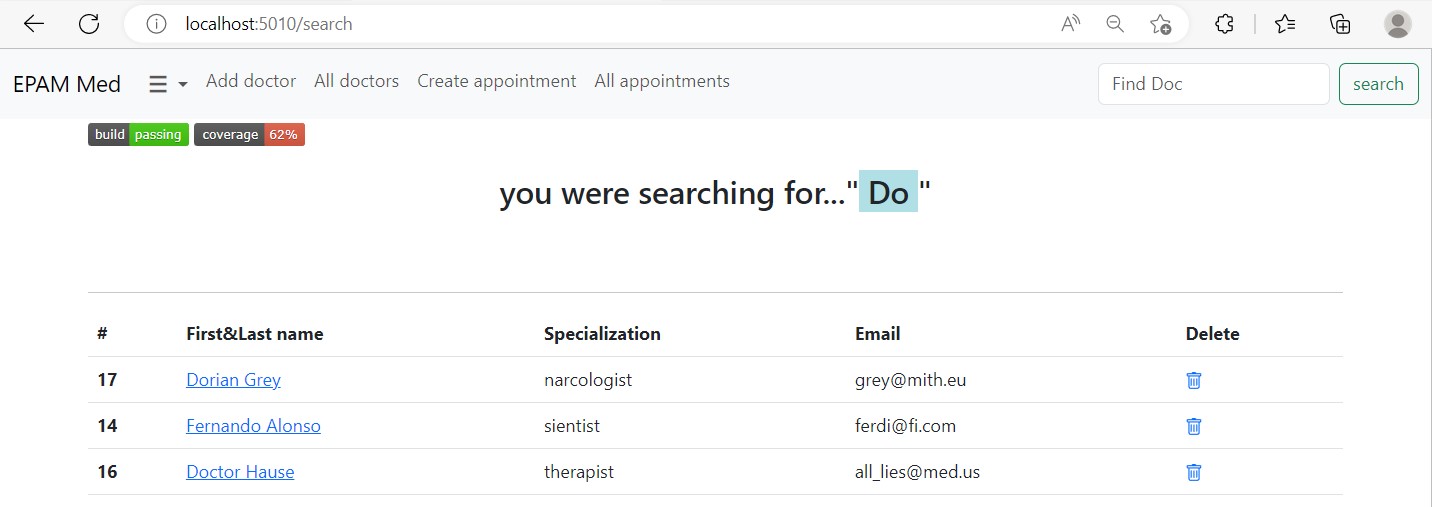 localhost:5010/search
EPAM Med Add doctor All doctors Create appointment All appointments Find Doc search
build passing coverage 62%
you were searching for..." Do "
# First&Last name Specialization Email Delete
17 Dorian Grey narcologist grey@mith.eu
14 Fernando Alonso sientist ferdi@fi.com
16 Doctor Hause therapist all_lies@med.us